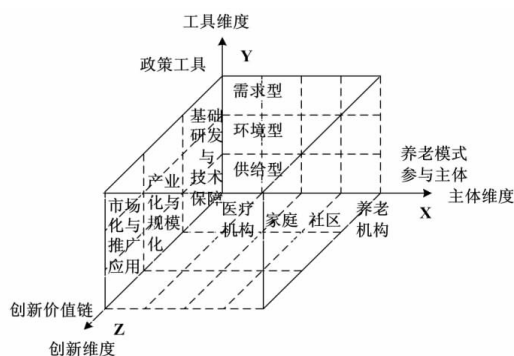 工具维度
Y
政策工具
需求型
环境型
供给型
基础
研发
与
技术
保障
产业
化与
规模
化
市场
化与
推广
应用
医疗
机构
家庭
社区
养老
机构
养老模式
参与主体
主体维度
X
创新价值链
Z
创新维度